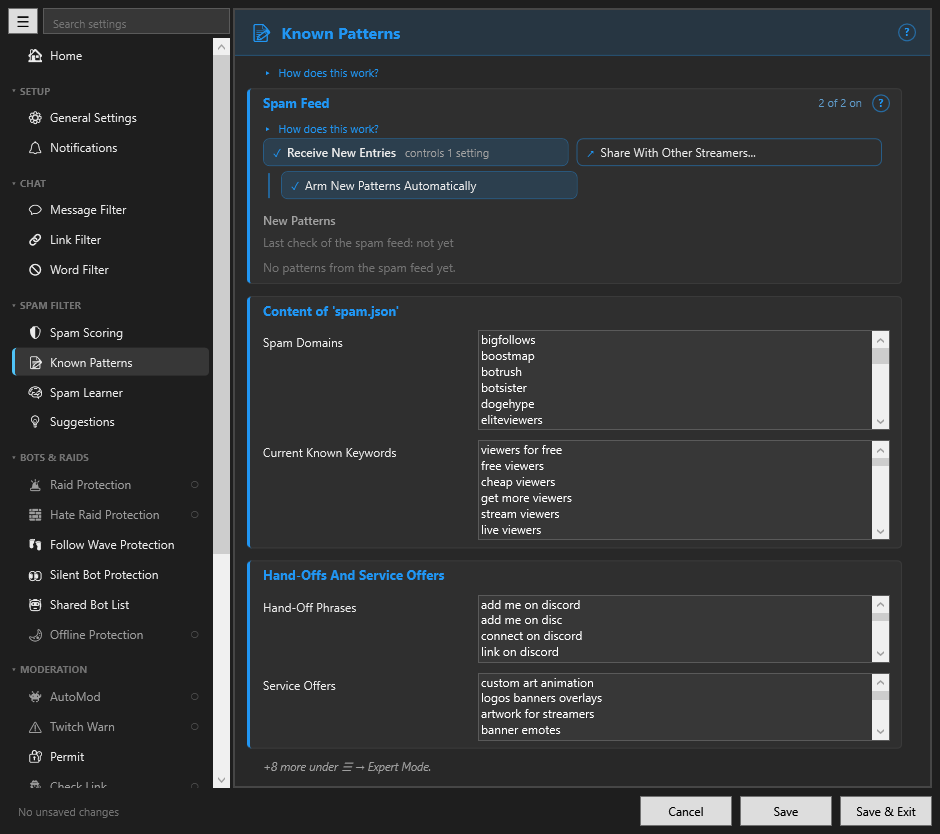 Search settings
Home
SETUP
General Settings
Notifications
CHAT
Message Filter
Link Filter
Word Filter
SPAM FILTER
Spam Scoring
Known Patterns
Spam Learner
Suggestions
BOTS & RAIDS
Raid Protection
Hate Raid Protection
Follow Wave Protection
Silent Bot Protection
Shared Bot List
Offline Protection
MODERATION
AutoMod
Twitch Warn
Permit
Check Link
Known Patterns ?
How does this work?
Spam Feed 2 of 2 on ?
How does this work?
✓ Receive New Entries controls 1 setting
↗ Share With Other Streamers...
✓ Arm New Patterns Automatically
New Patterns
Last check of the spam feed: not yet
No patterns from the spam feed yet.
Content of 'spam.json'
Spam Domains
bigfollows
boostmap
botrush
botsister
dogehype
eliteviewers
Current Known Keywords
viewers for free
free viewers
cheap viewers
get more viewers
stream viewers
live viewers
Hand-Offs And Service Offers
Hand-Off Phrases
add me on discord
add me on disc
connect on discord
link on discord
Service Offers
custom art animation
logos banners overlays
artwork for streamers
banner emotes
+8 more under ☰ → Expert Mode.
No unsaved changes
Cancel Save Save & Exit